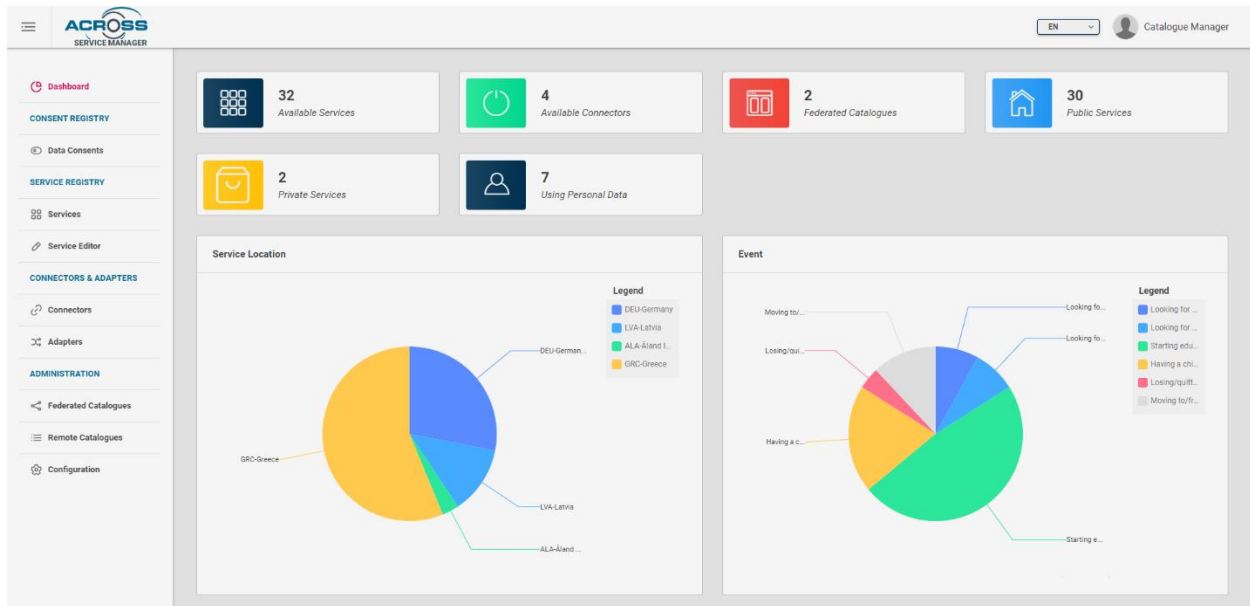 ACROSS
SERVICE MANAGER
EN
Catalogue Manager
Dashboard
CONSENT REGISTRY
Data Consents
SERVICE REGISTRY
Services
Service Editor
CONNECTORS & ADAPTERS
Connectors
Adapters
ADMINISTRATION
Federated Catalogues
Remote Catalogues
Configuration
32
Available Services
4
Available Connectors
2
Federated Catalogues
30
Public Services
2
Private Services
7
Using Personal Data
Service Location
Legend
DEU-Germany
LVA-Latvia
ALA-Åland I...
GRC-Greece
DEU-German...
GRC-Greece
LVA-Latvia
ALA-Åland ...
Event
Legend
Looking for ...
Looking for ...
Starting edu...
Having a chi...
Losing/quitt...
Moving to/fr...
Moving to/...
Looking fo...
Looking fo...
Losing/qui...
Having a c...
Starting e...